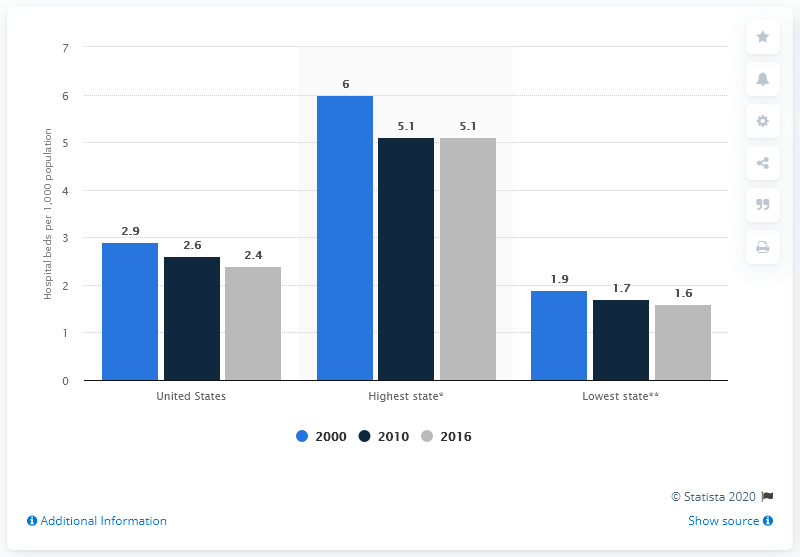 7
6
5
4
3
2
1
0
Hospital beds per 1,000 population
2.9
2.6
2.4
6
5.1
5.1
1.9
1.7
1.6
United States
Highest state*
Lowest state**
2000 2010 2016
© Statista 2020
Additional Information
Show source